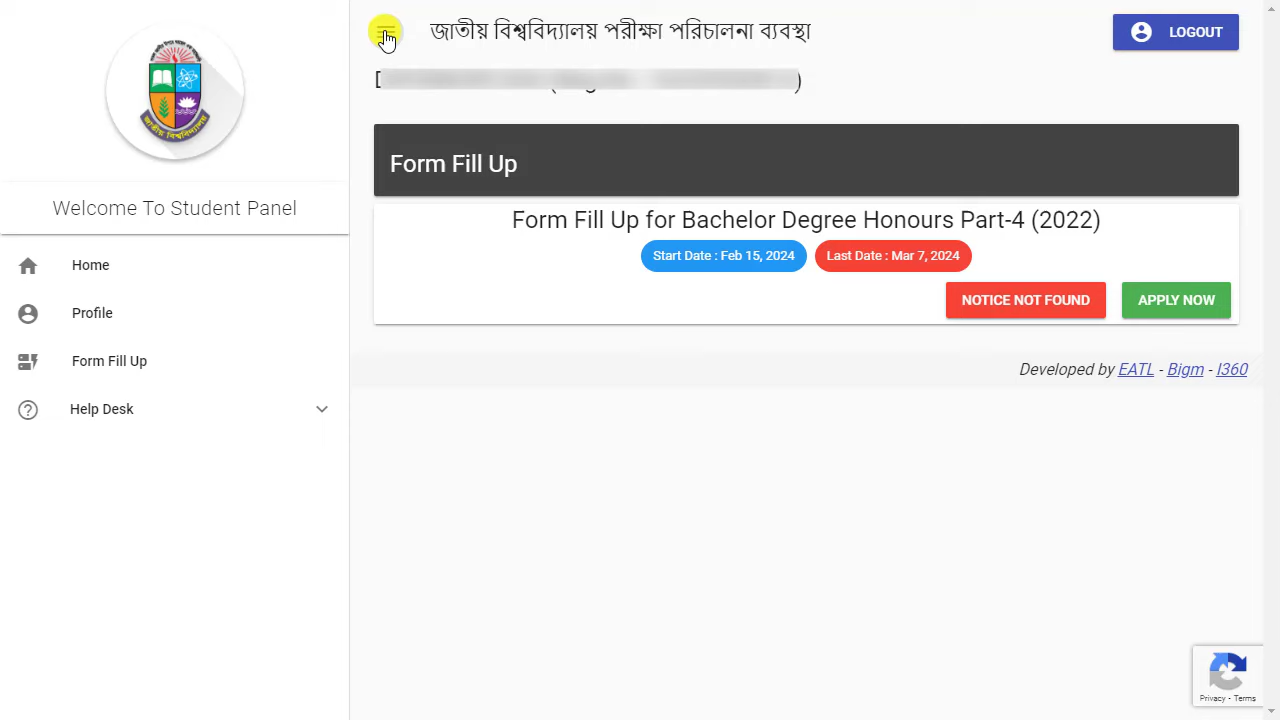 জাতীয় বিশ্ববিদ্যালয়
Welcome To Student Panel
Home
Profile
Form Fill Up
Help Desk
জাতীয় বিশ্ববিদ্যালয় পরীক্ষা পরিচালনা ব্যবস্থা
LOGOUT
Form Fill Up
Form Fill Up for Bachelor Degree Honours Part-4 (2022)
Start Date : Feb 15, 2024 Last Date : Mar 7, 2024
NOTICE NOT FOUND APPLY NOW
Developed by EATL - Bigm - I360
Privacy - Terms